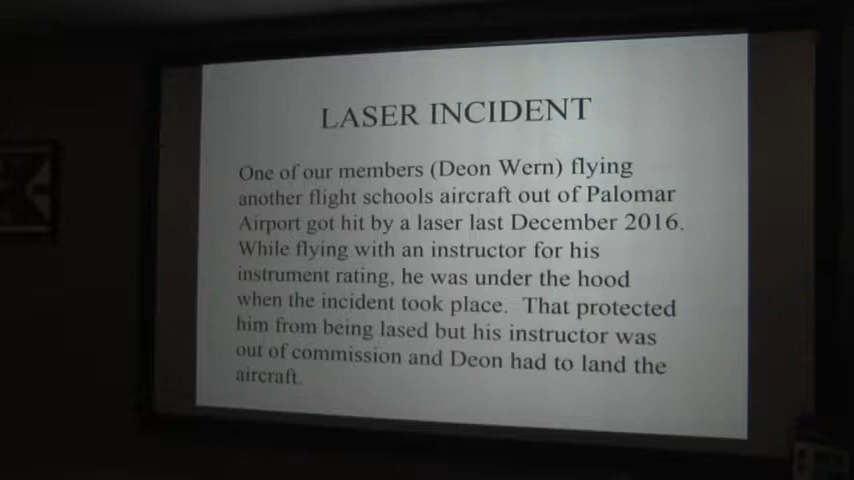 LASER INCIDENT
One of our members (Deon Wern) flying
another flight schools aircraft out of Palomar
Airport got hit by a laser last December 2016.
While flying with an instructor for his
instrument rating, he was under the hood
when the incident took place. That protected
him from being lased but his instructor was
out of commission and Deon had to land the
aircraft.